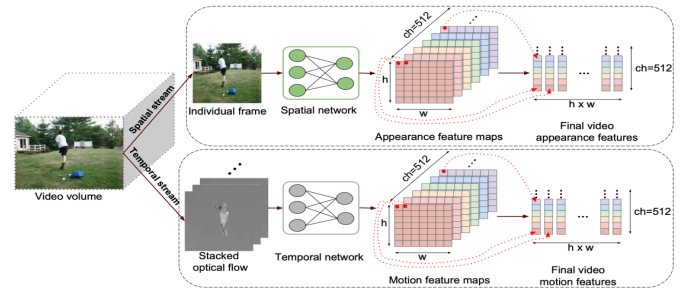 Spatial stream
Temporal stream
Video volume
Individual frame
Spatial network
ch=512
h
w
Appearance feature maps
ch=512
h x w
Final video
appearance features
Stacked
optical flow
Temporal network
ch=512
h
w
Motion feature maps
ch=512
h x w
Final video
motion features